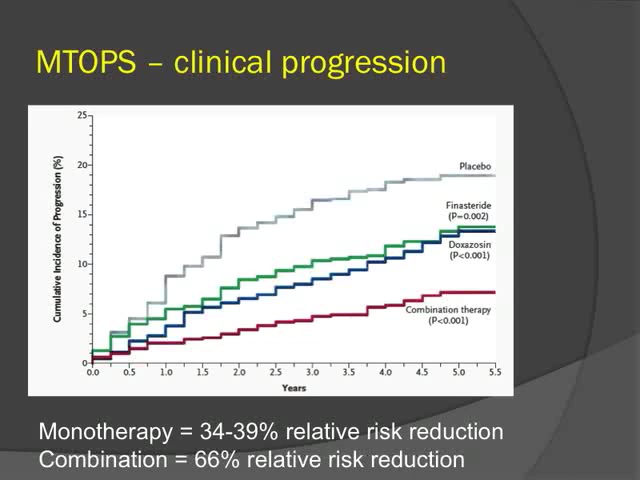 MTOPS – clinical progression
25
20
15
10
5
0
Cumulative Incidence of Progression (%)
Placebo
Finasteride
(P=0.002)
Doxazosin
(P<0.001)
Combination therapy
(P<0.001)
0.0 0.5 1.0 1.5 2.0 2.5 3.0 3.5 4.0 4.5 5.0 5.5
Years
Monotherapy = 34-39% relative risk reduction
Combination = 66% relative risk reduction